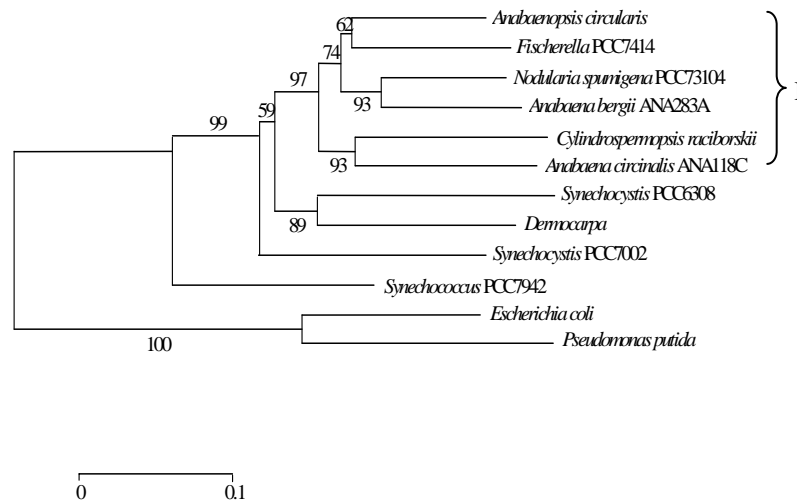 Anabaenopsis circularis
62
Fischerella PCC7414
74
Nodularia spumigena PCC73104
97
93
Anabaena bergii ANA283A
59
99
Cylindrospermopsis raciborskii
93
Anabaena circinalis ANA118C
Synechocystis PCC6308
89
Dermocarpa
Synechocystis PCC7002
Synechococcus PCC7942
Escherichia coli
100
Pseudomonas putida
0
0.1